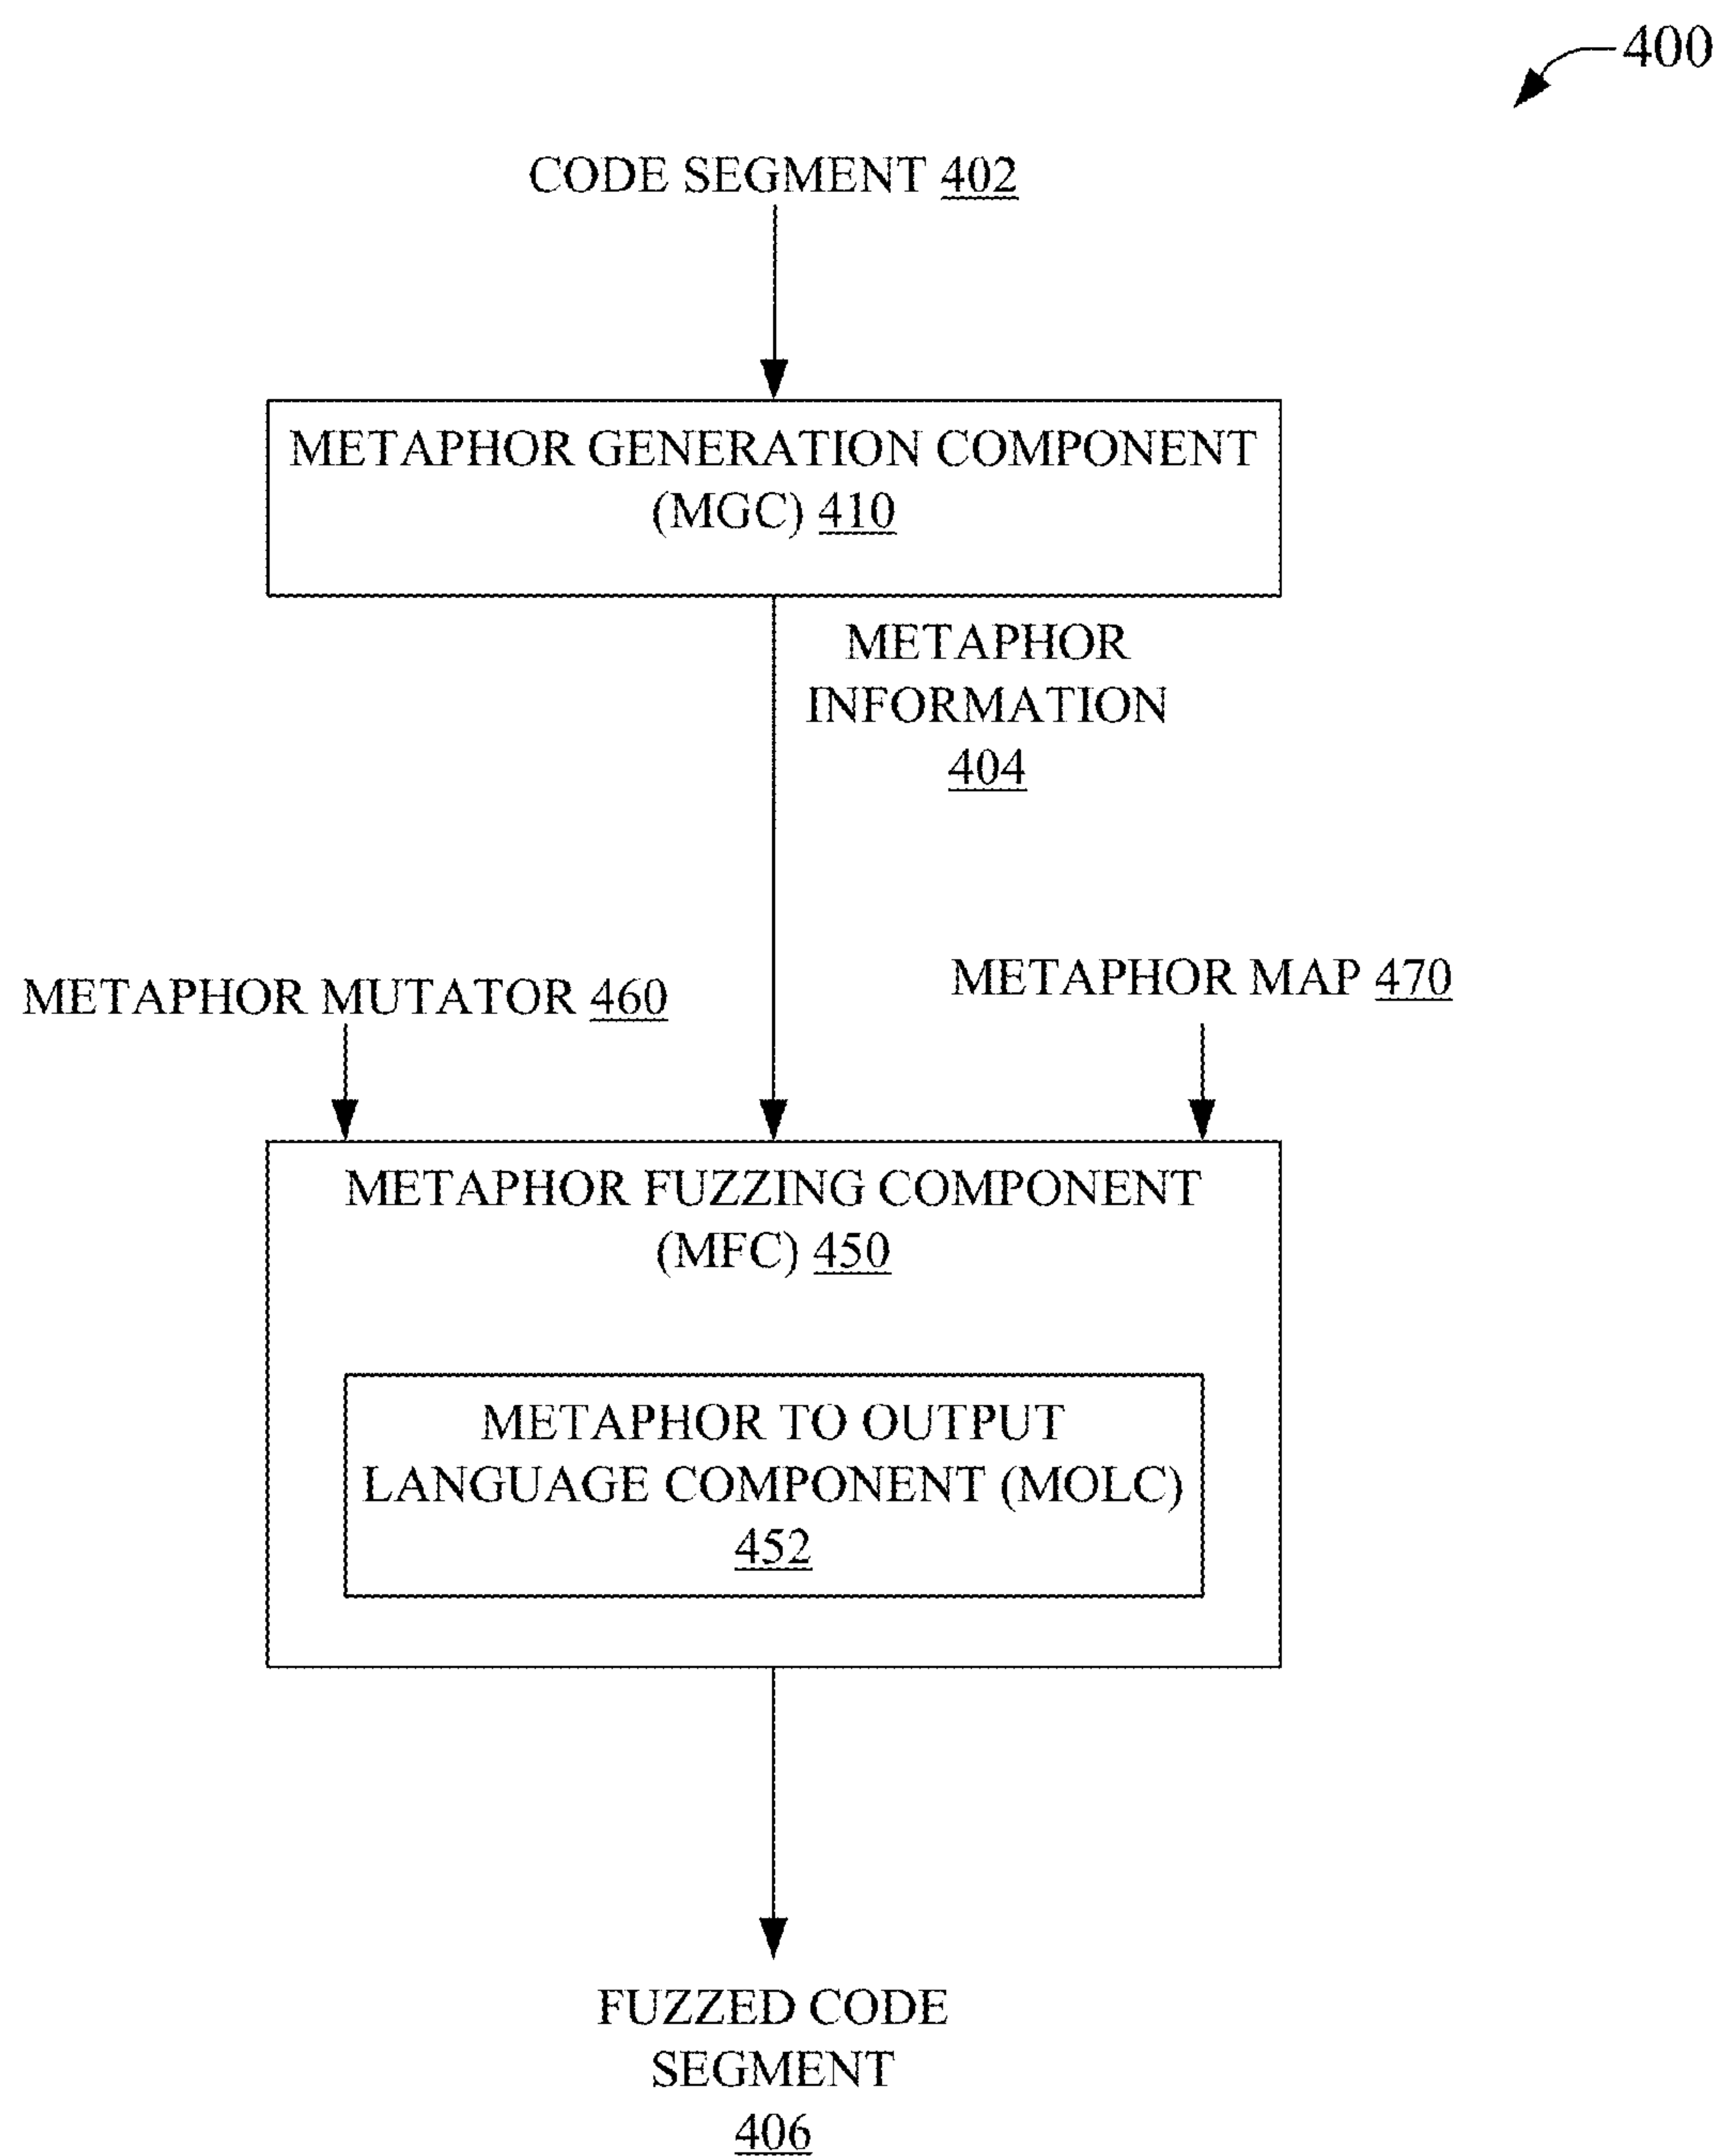 400
CODE SEGMENT 402
METAPHOR GENERATION COMPONENT
(MGC) 410
METAPHOR
INFORMATION
404
METAPHOR MUTATOR 460
METAPHOR MAP 470
METAPHOR FUZZING COMPONENT
(MFC) 450
METAPHOR TO OUTPUT
LANGUAGE COMPONENT (MOLC)
452
FUZZED CODE
SEGMENT
406